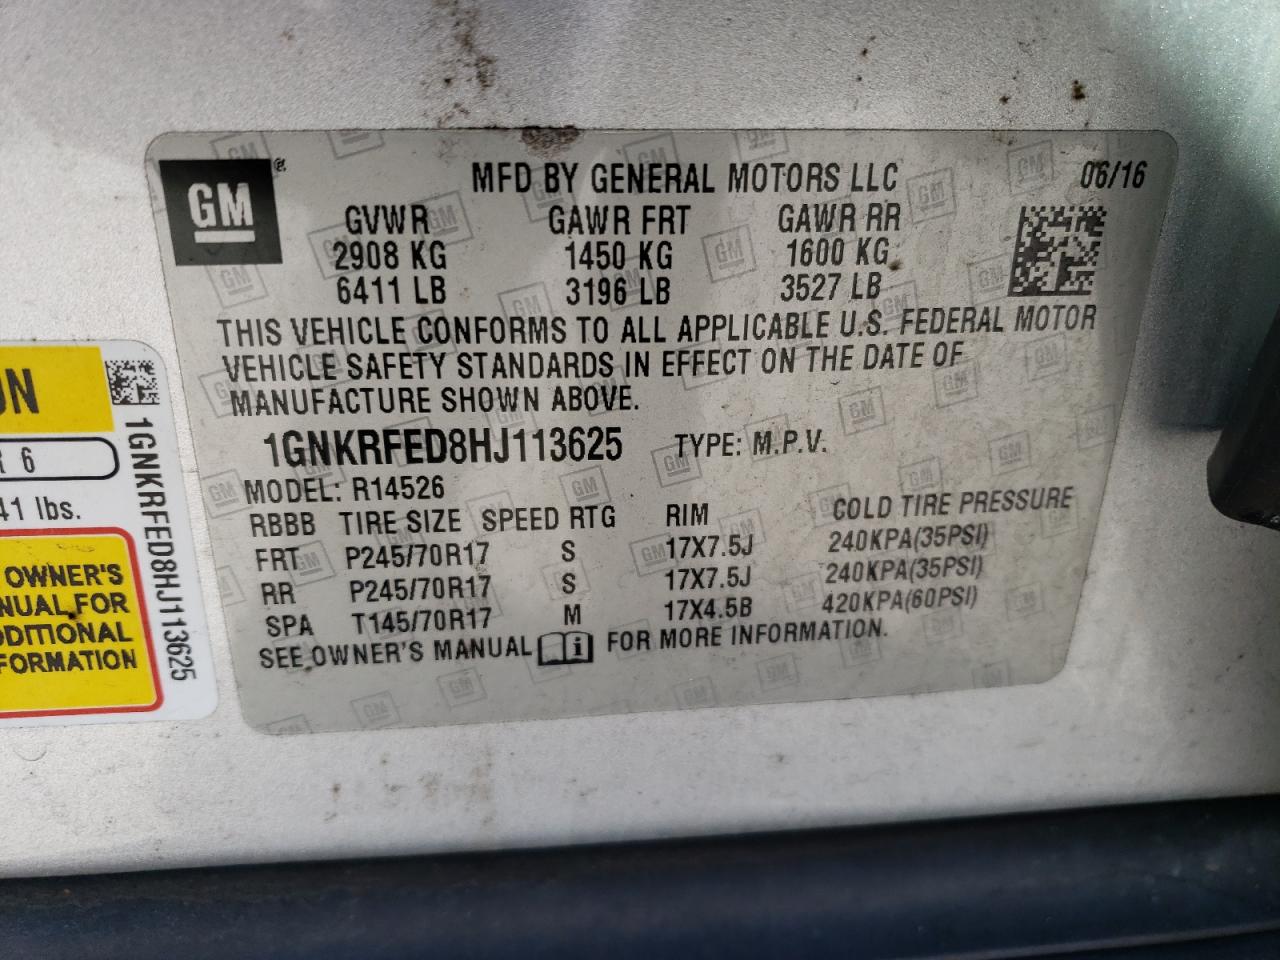 GM ®
MFD BY GENERAL MOTORS LLC 06/16
GVWR GAWR FRT GAWR RR
2908 KG 1450 KG 1600 KG
6411 LB 3196 LB 3527 LB
THIS VEHICLE CONFORMS TO ALL APPLICABLE U.S. FEDERAL MOTOR
VEHICLE SAFETY STANDARDS IN EFFECT ON THE DATE OF
MANUFACTURE SHOWN ABOVE.
1GNKRFED8HJ113625 TYPE: M.P.V.
MODEL: R14526
RBBB TIRE SIZE SPEED RTG RIM COLD TIRE PRESSURE
FRT P245/70R17 S 17X7.5J 240KPA(35PSI)
RR P245/70R17 S 17X7.5J 240KPA(35PSI)
SPA T145/70R17 M 17X4.5B 420KPA(60PSI)
SEE OWNER'S MANUAL i FOR MORE INFORMATION.
R 6
41 lbs.
OWNER'S
NUAL FOR
DDITIONAL
FORMATION
1GNKRFED8HJ113625